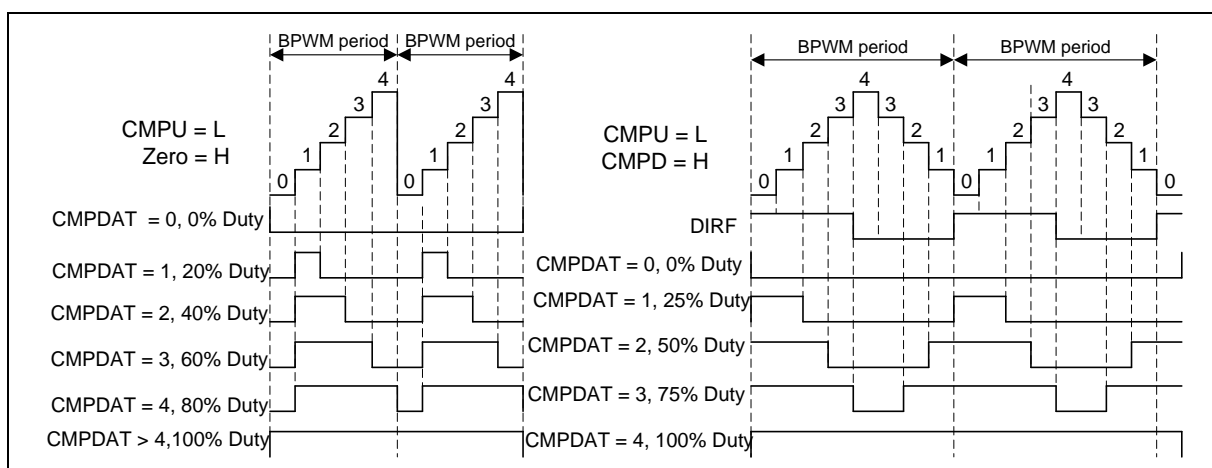 BPWM period BPWM period
4 4
3 3
2 2
1 1
0 0
CMPU = L
Zero = H
CMPDAT = 0, 0% Duty
CMPDAT = 1, 20% Duty
CMPDAT = 2, 40% Duty
CMPDAT = 3, 60% Duty
CMPDAT = 4, 80% Duty
CMPDAT > 4,100% Duty
BPWM period BPWM period
4 4
3 3 3 3
2 2 2 2
1 1 1 1
0 0 0
CMPU = L
CMPD = H
DIRF
CMPDAT = 0, 0% Duty
CMPDAT = 1, 25% Duty
CMPDAT = 2, 50% Duty
CMPDAT = 3, 75% Duty
CMPDAT = 4, 100% Duty